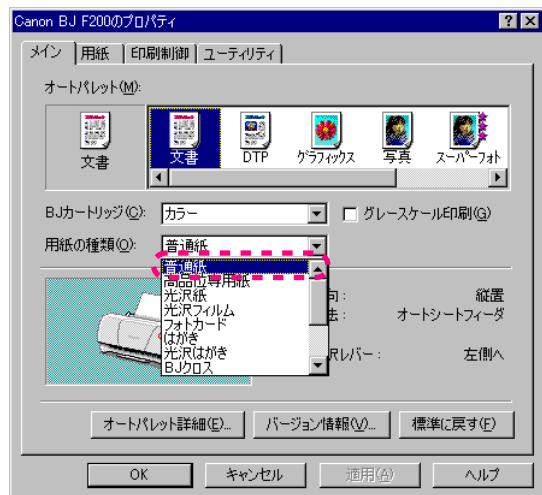 Canon BJ F200のプロパティ
メイン 用紙 印刷制御 ユーティリティ
オートパレット(M):
文書
文書 DTP グラフィックス 写真 スーパーフォト
BJカートリッジ(C): カラー グレースケール印刷(G)
用紙の種類(O): 普通紙
普通紙
高品位専用紙
光沢紙
光沢フィルム
フォトカード
はがき
光沢はがき
BJクロス
向: 縦置
法: オートシートフィーダ
沢レバー: 左側へ
オートパレット詳細(E)... バージョン情報(V)... 標準に戻す(F)
OK キャンセル 適用(A) ヘルプ